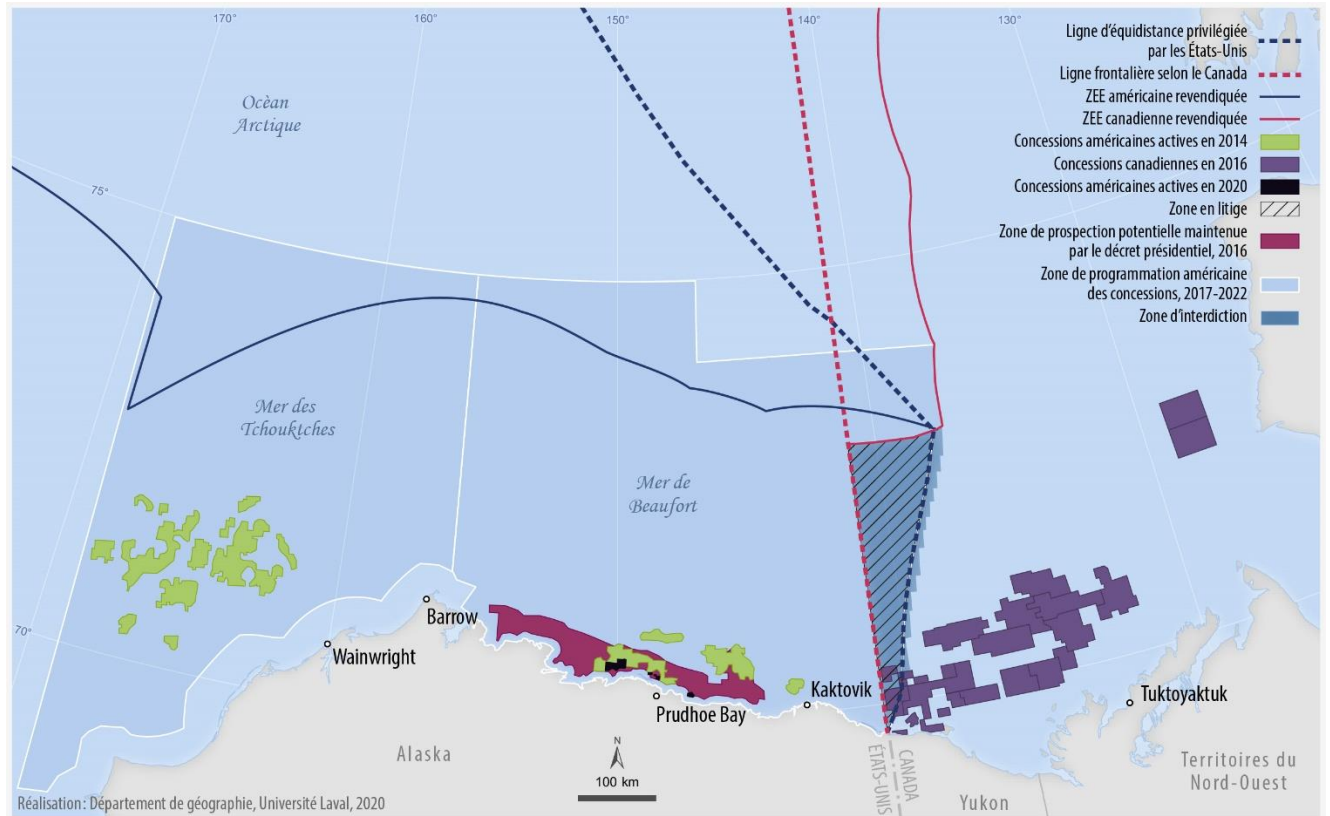 170°
160°
150°
140°
130°
Ligne d'équidistance privilégiée
par les États-Unis
Ligne frontalière selon le Canada
ZEE américaine revendiquée
ZEE canadienne revendiquée
Concessions américaines actives en 2014
Concessions canadiennes en 2016
Concessions américaines actives en 2020
Zone en litige
Zone de prospection potentielle maintenue
par le décret présidentiel, 2016
Zone de programmation américaine
des concessions, 2017-2022
Zone d'interdiction
Ocèan
Arctique
75°
Mer des
Tchouktches
Mer de
Beaufort
70°
Barrow
Wainwright
Prudhoe Bay
Kaktovik
Tuktoyaktuk
Alaska
N
100 km
CANADA
ÉTATS-UNIS
Yukon
Territoires du
Nord-Ouest
Réalisation: Département de géographie, Université Laval, 2020